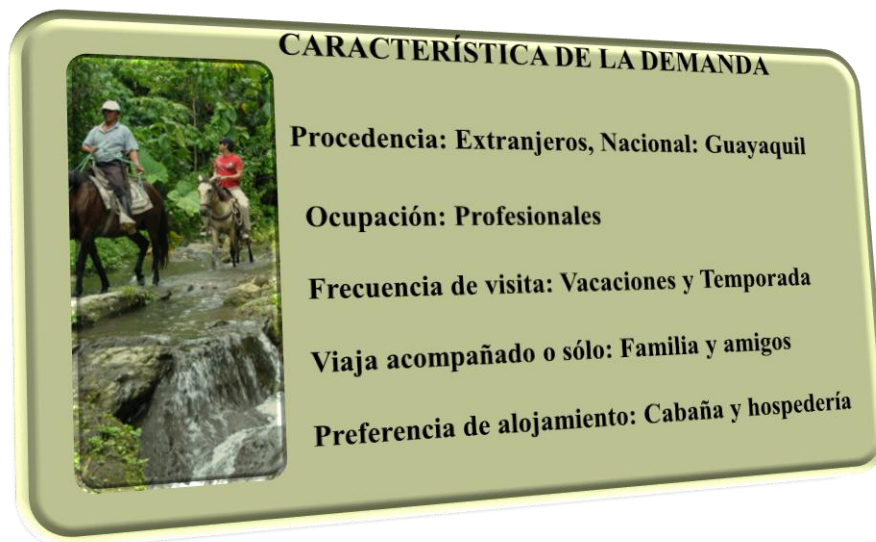 CARACTERÍSTICA DE LA DEMANDA
Procedencia: Extranjeros, Nacional: Guayaquil
Ocupación: Profesionales
Frecuencia de visita: Vacaciones y Temporada
Viaja acompañado o sólo: Familia y amigos
Preferencia de alojamiento: Cabaña y hospedería